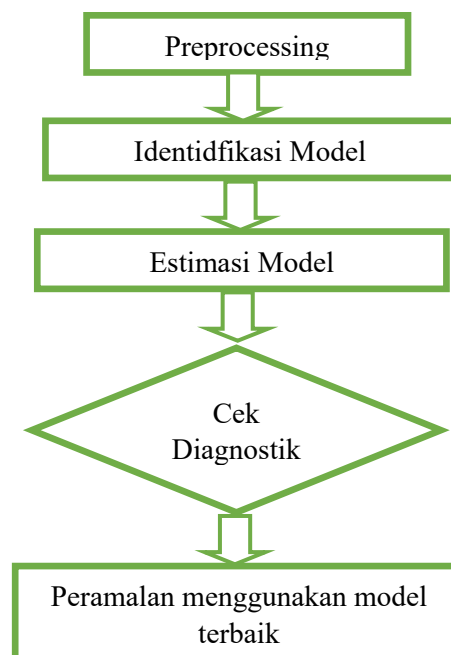 Preprocessing
Identidfikasi Model
Estimasi Model
Cek
Diagnostik
Peramalan menggunakan model
terbaik